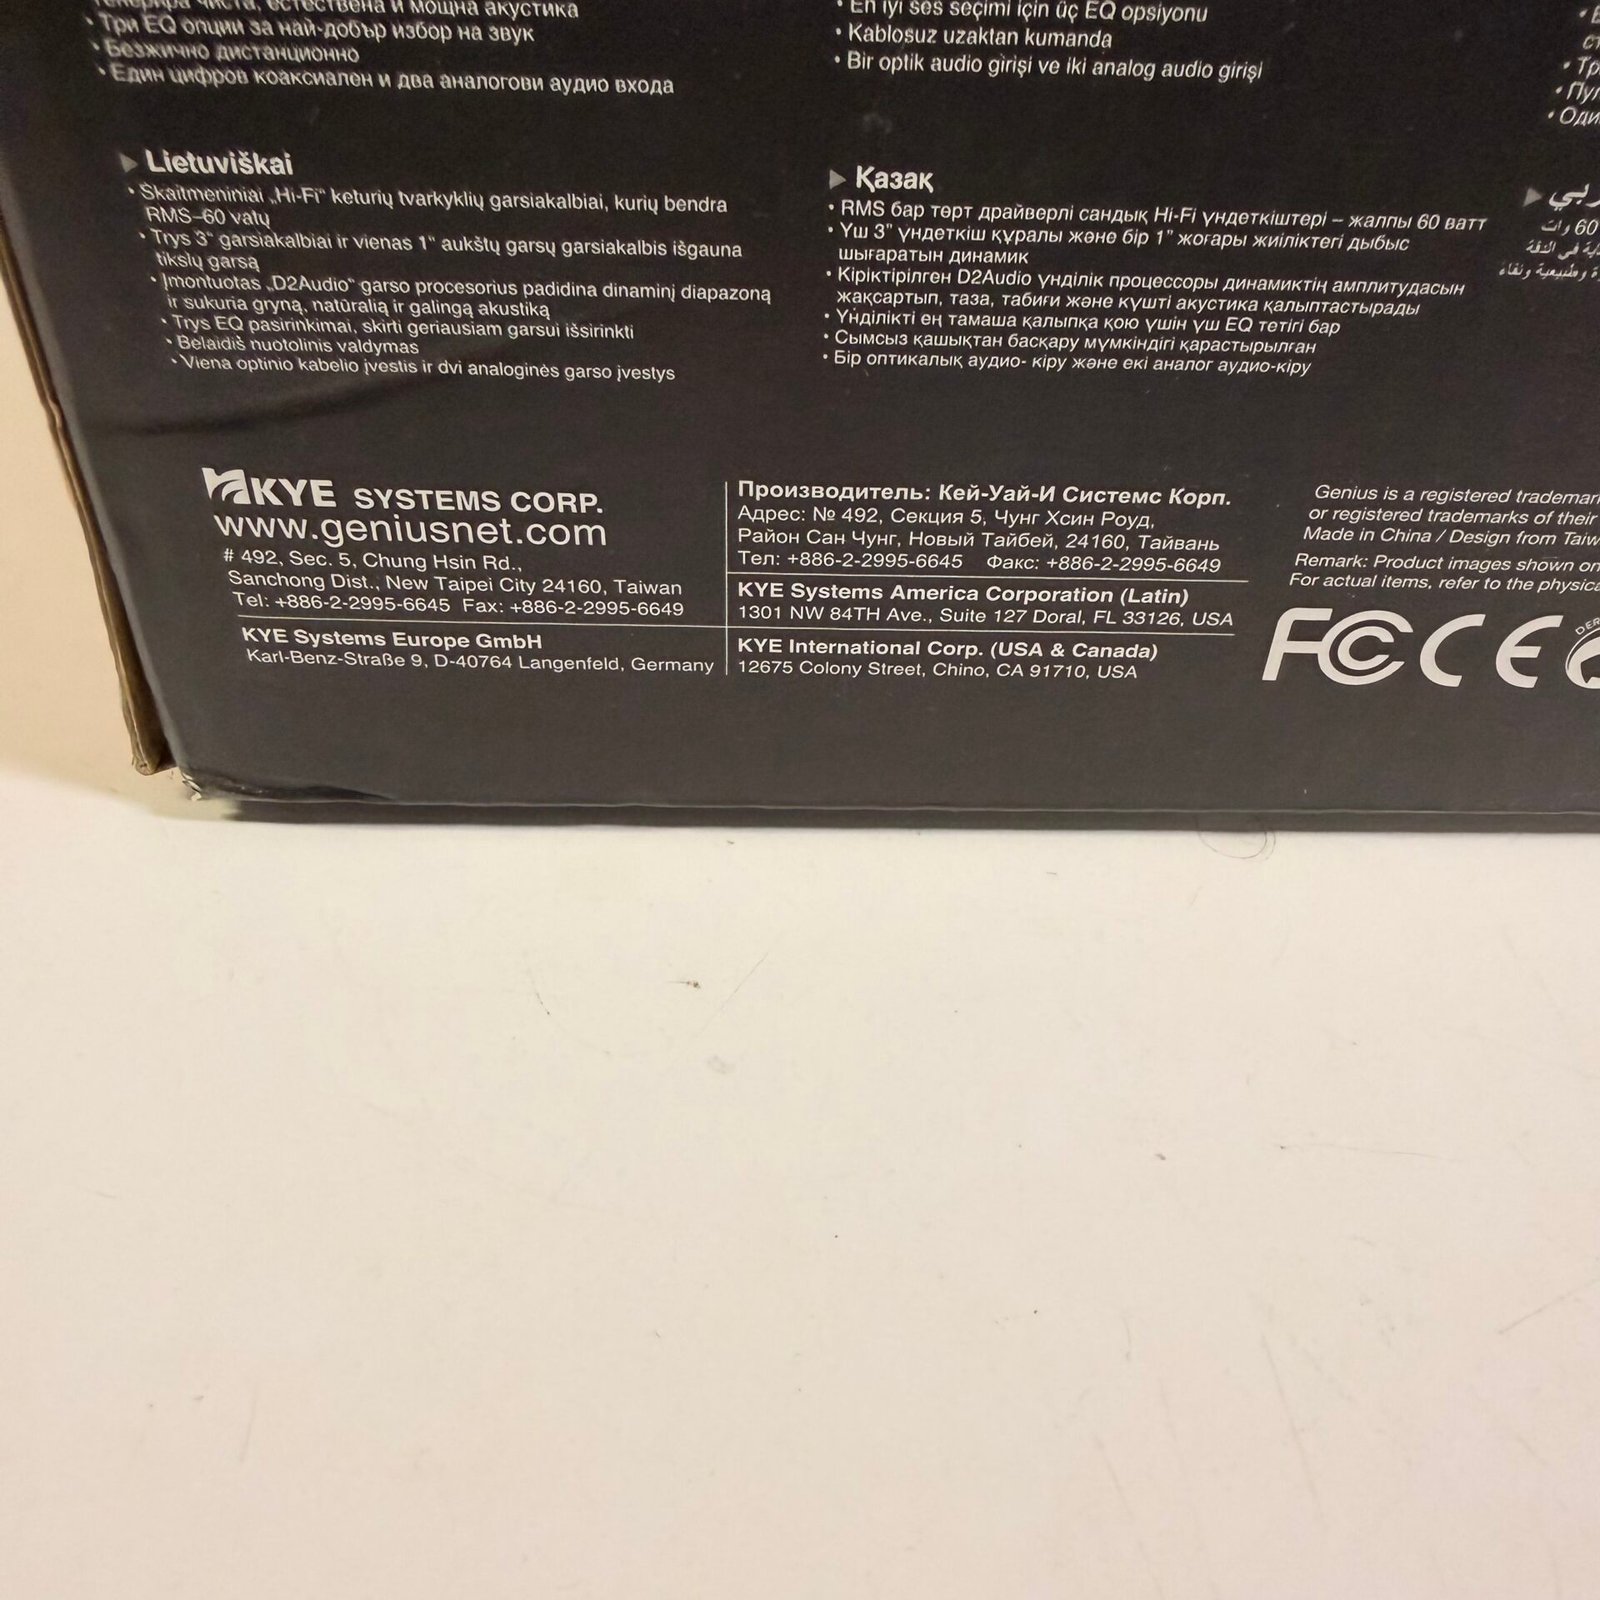 чиста, естествена и мощна акустика
• Три EQ опции за най-добър избор на звук
• Безжично дистанционно
• Един цифров коаксиален и два аналогови аудио входа
• En iyi ses seçimi için üç EQ opsiyonu
• Kablosuz uzaktan kumanda
• Bir optik audio girişi ve iki analog audio girişi
Lietuviškai
• Skaitmeniniai „Hi-Fi“ keturių tvarkyklių garsiakalbiai, kurių bendra
RMS–60 vatų
• Trys 3" garsiakalbiai ir vienas 1" aukštų garsų garsiakalbis išgauna
tikslų garsą
• Įmontuotas „D2Audio“ garso procesorius padidina dinaminį diapazoną
ir sukuria gryną, natūralią ir galingą akustiką
• Trys EQ pasirinkimai, skirti geriausiam garsui išsirinkti
• Belaidis nuotolinis valdymas
• Viena optinio kabelio įvestis ir dvi analoginės garso įvestys
Қазақ
• RMS бар төрт драйверлі сандық Hi-Fi үндеткіштері – жалпы 60 ватт
• Үш 3" үндеткіш құралы және бір 1" жоғары жиіліктегі дыбыс
шығаратын динамик
• Кіріктірілген D2Audio үнділік процессоры динамиктің амплитудасын
жақсартып, таза, табиғи және күшті акустика қалыптастырады
• Үнділікті ең тамаша қалыпқа қою үшін үш EQ тетігі бар
• Сымсыз қашықтан басқару мүмкіндігі қарастырылған
• Бір оптикалық аудио- кіру және екі аналог аудио-кіру
60 وات
KYE SYSTEMS CORP.
www.geniusnet.com
# 492, Sec. 5, Chung Hsin Rd.,
Sanchong Dist., New Taipei City 24160, Taiwan
Tel: +886-2-2995-6645 Fax: +886-2-2995-6649
KYE Systems Europe GmbH
Karl-Benz-Straße 9, D-40764 Langenfeld, Germany
Производитель: Кей-Уай-И Системс Корп.
Адрес: № 492, Секция 5, Чунг Хсин Роуд,
Район Сан Чунг, Новый Тайбей, 24160, Тайвань
Тел: +886-2-2995-6645 Факс: +886-2-2995-6649
KYE Systems America Corporation (Latin)
1301 NW 84TH Ave., Suite 127 Doral, FL 33126, USA
KYE International Corp. (USA & Canada)
12675 Colony Street, Chino, CA 91710, USA
Genius is a registered
or registered trademarks of their
Made in China / Design from
Remark: Product images shown on
For actual items, refer to the
FC CE